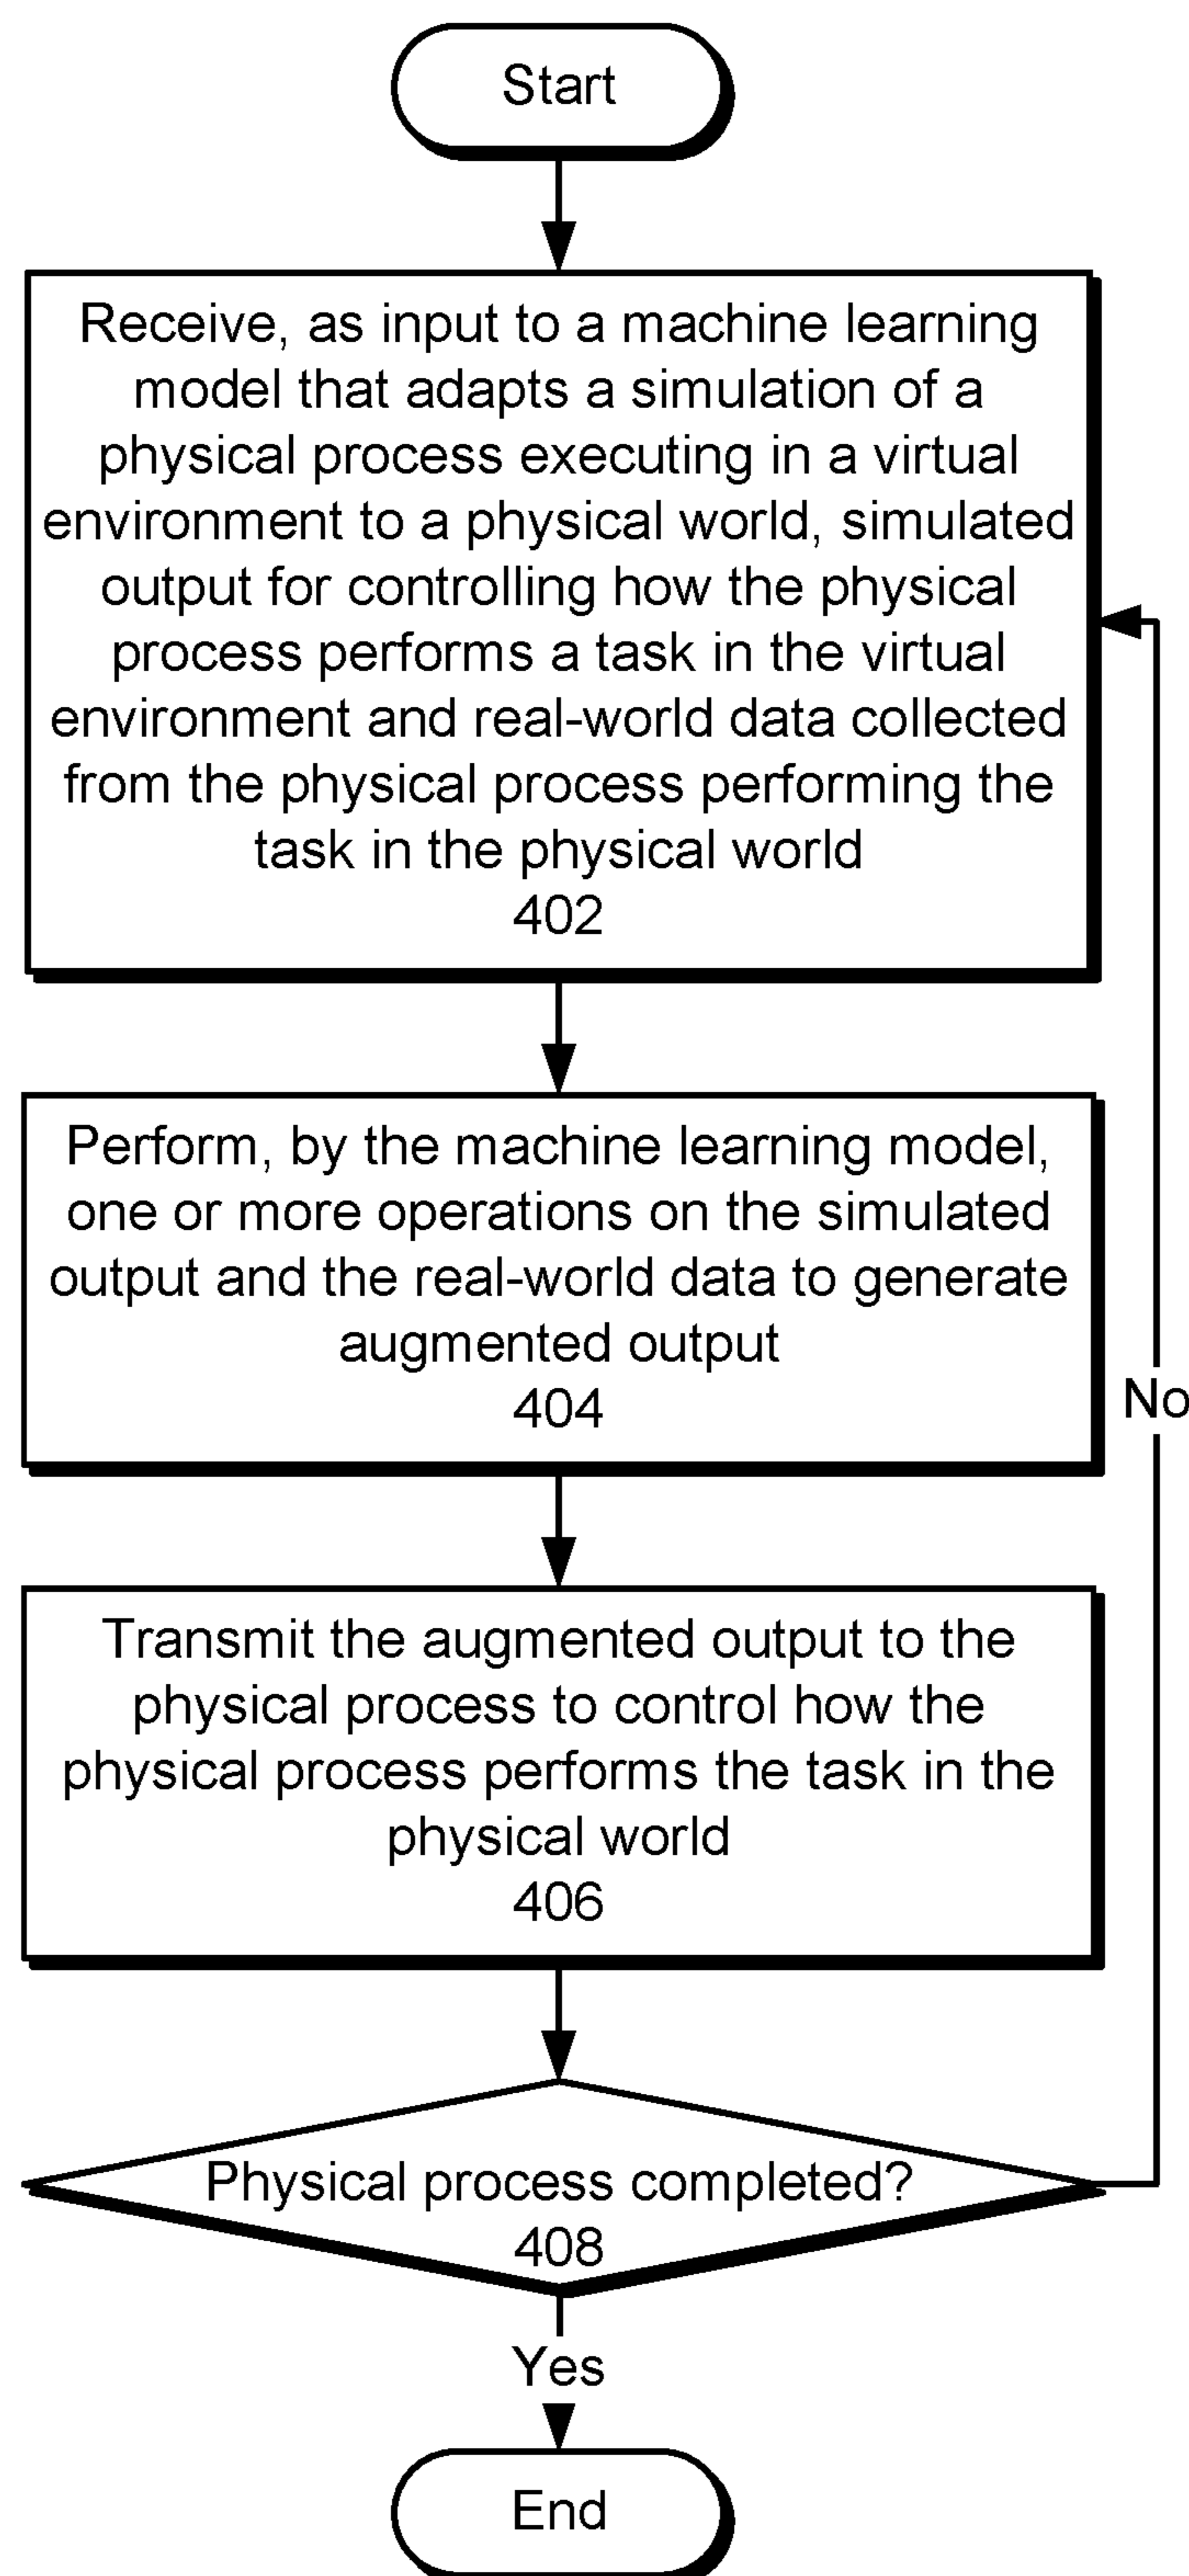 Start
Receive, as input to a machine learning
model that adapts a simulation of a
physical process executing in a virtual
environment to a physical world, simulated
output for controlling how the physical
process performs a task in the virtual
environment and real-world data collected
from the physical process performing the
task in the physical world
402
Perform, by the machine learning model,
one or more operations on the simulated
output and the real-world data to generate
augmented output
404
No
Transmit the augmented output to the
physical process to control how the
physical process performs the task in the
physical world
406
Physical process completed?
408
Yes
End